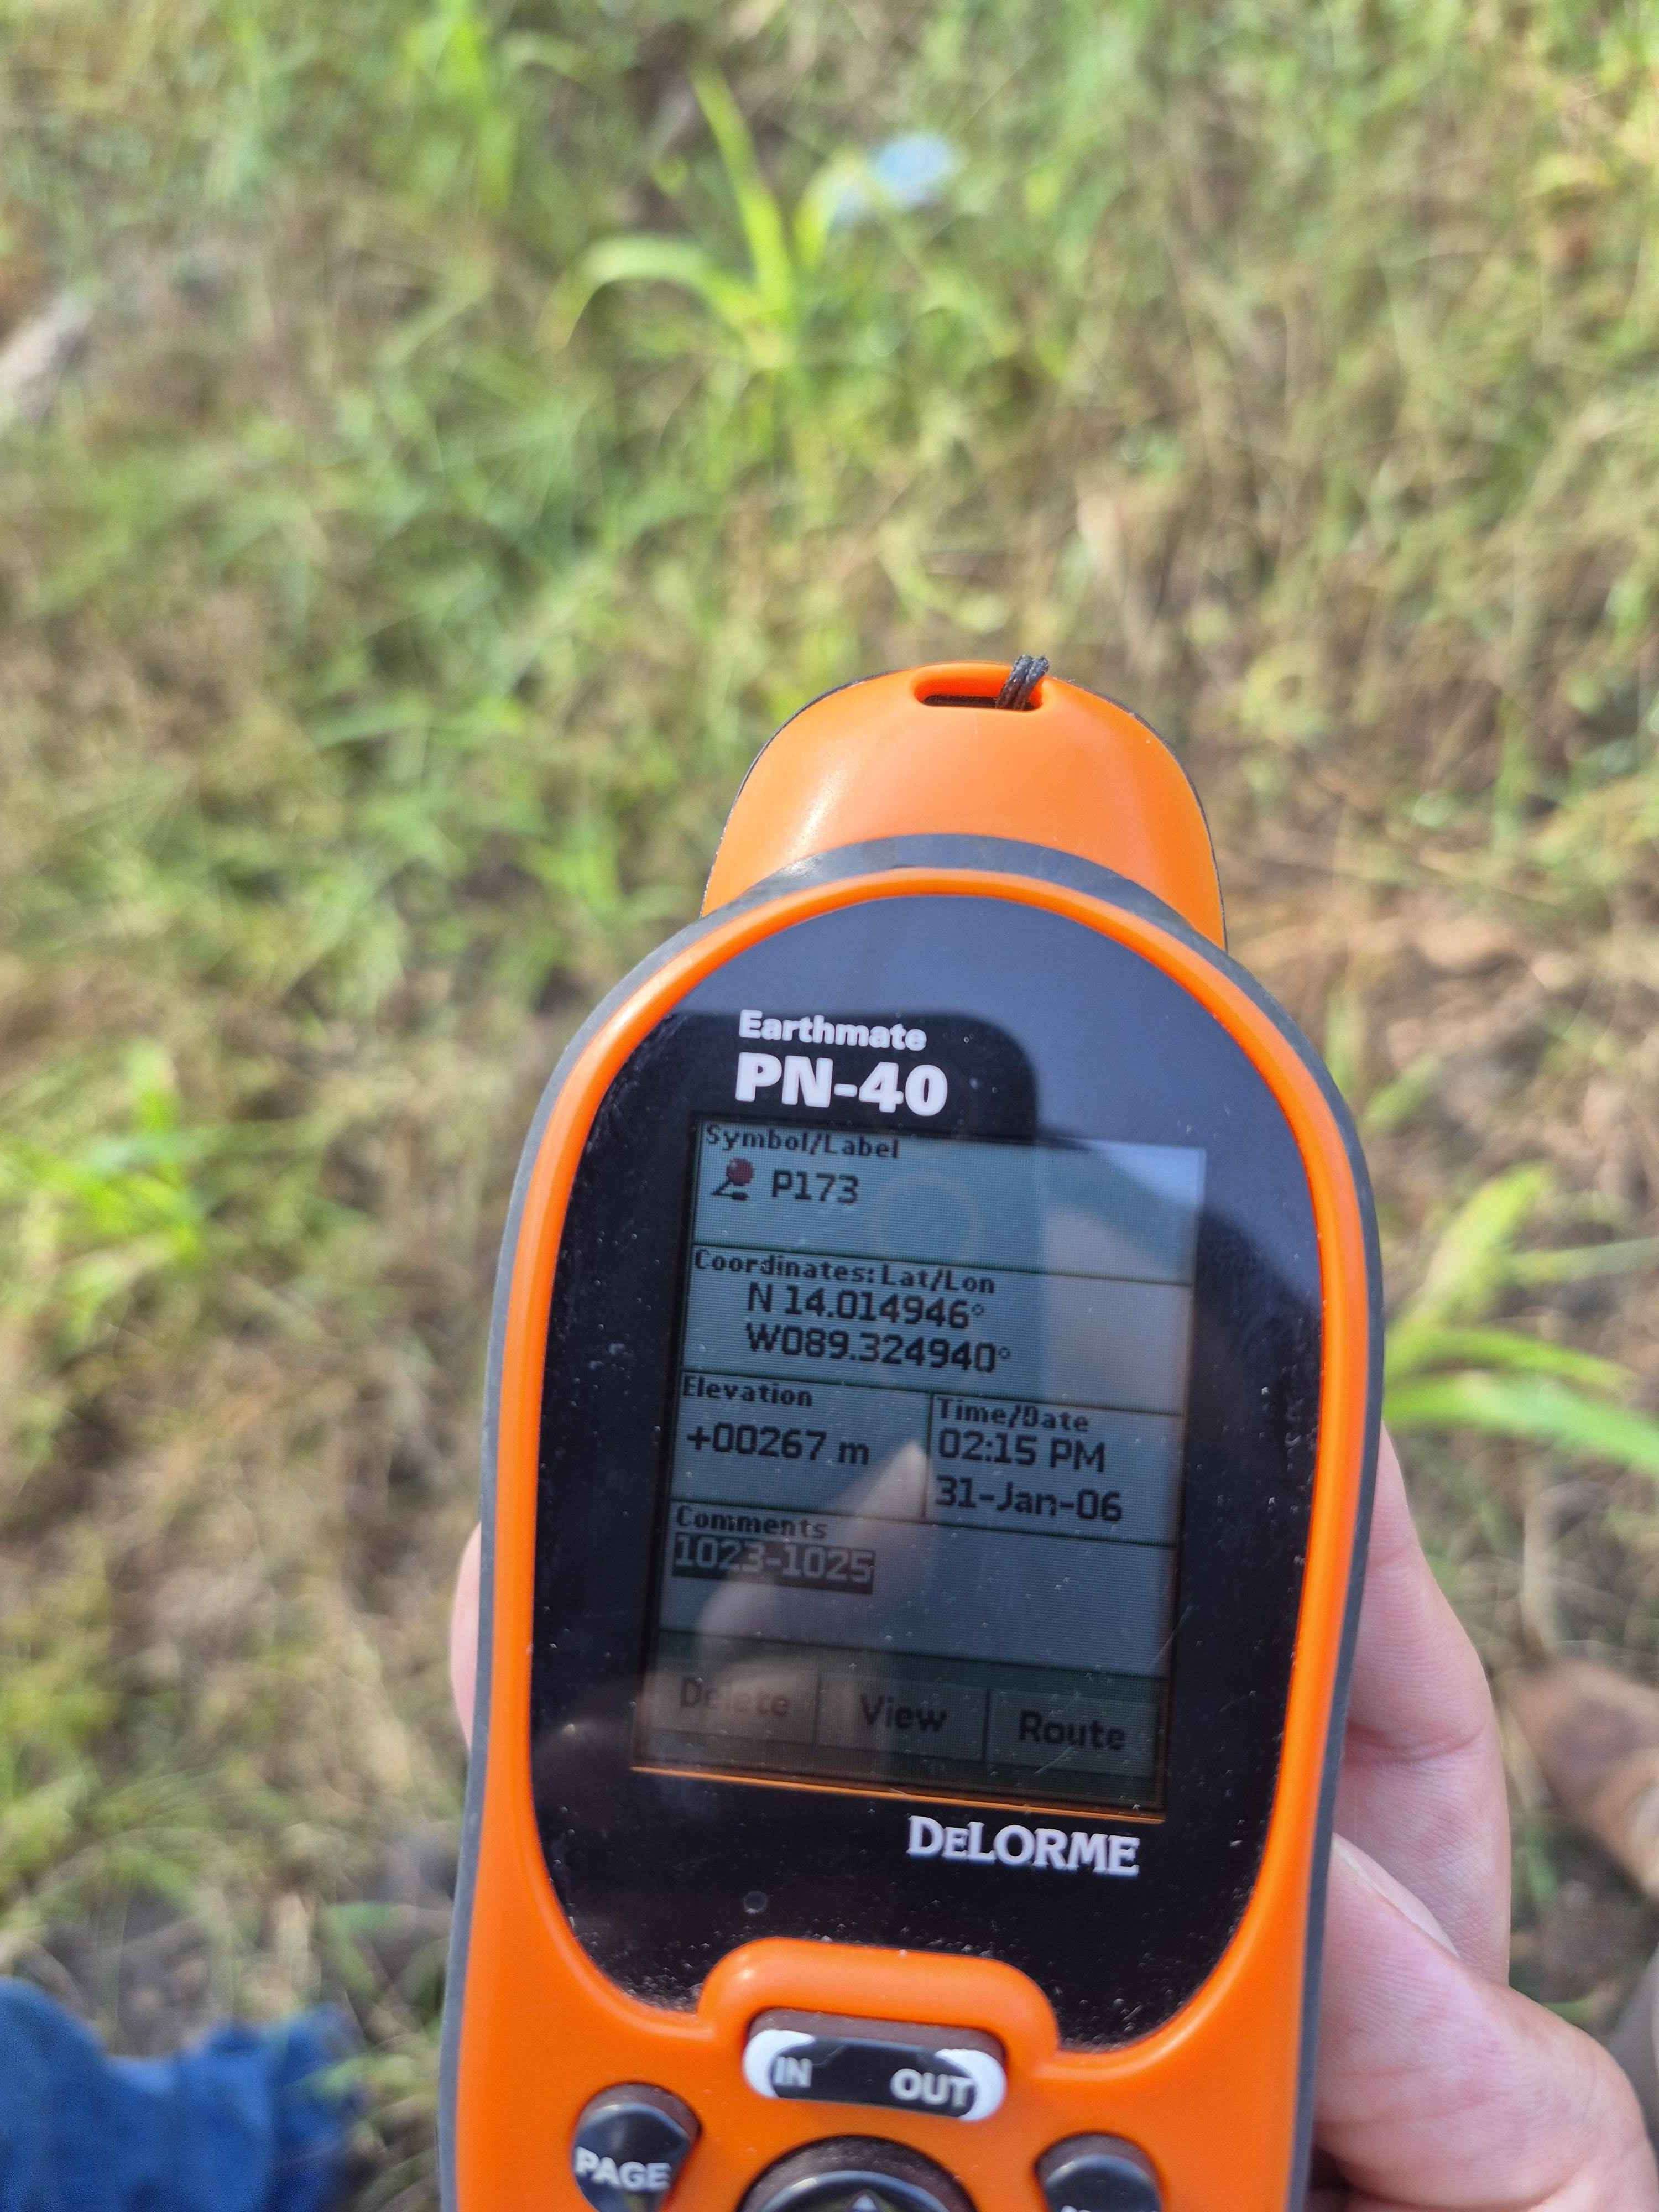 Earthmate
PN-40
Symbol/Label
P173
Coordinates: Lat/Lon
N 14.014946°
W089.324940°
Elevation
+00267 m
Time/Date
02:15 PM
31-Jan-06
Comments
1023-1025
Delete View Route
DELORME
IN OUT
PAGE